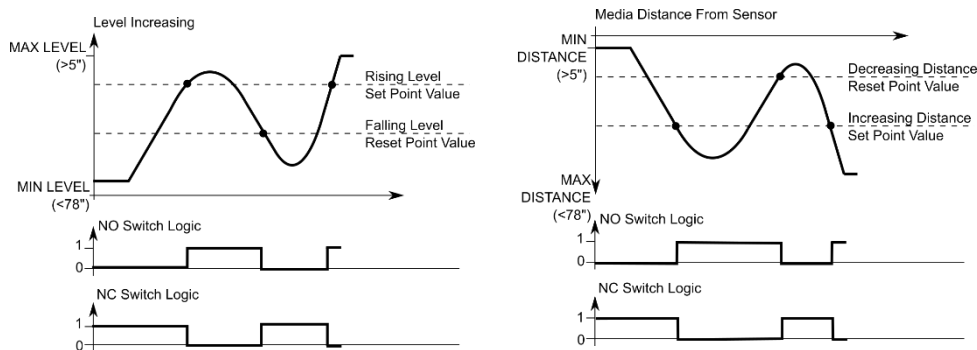 Level Increasing
MAX LEVEL
(>5")
Rising Level
Set Point Value
Falling Level
Reset Point Value
MIN LEVEL
(<78")
NO Switch Logic
1
0
NC Switch Logic
1
0
Media Distance From Sensor
MIN
DISTANCE
(>5")
Decreasing Distance
Reset Point Value
Increasing Distance
Set Point Value
MAX
DISTANCE
(<78")
NO Switch Logic
1
0
NC Switch Logic
1
0